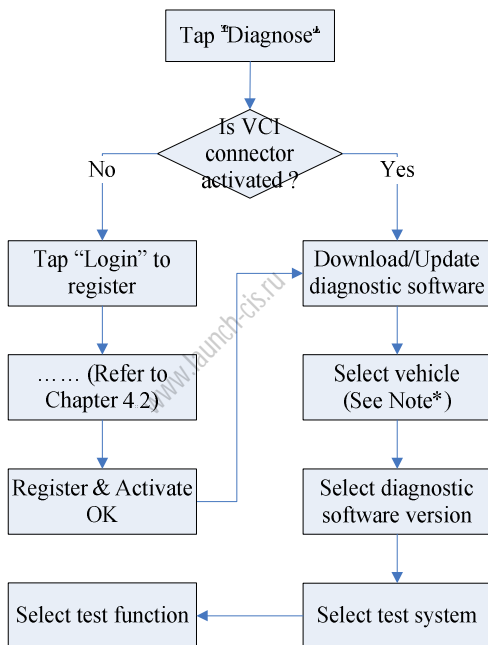 Tap "Diagnose"
Is VCI
connector
activated ?
No
Yes
Tap “Login” to
register
Download/Update
diagnostic software
…… (Refer to
Chapter 4.2)
Select vehicle
(See Note*)
Register & Activate
OK
Select diagnostic
software version
Select test function
Select test system
www.launch-cis.ru